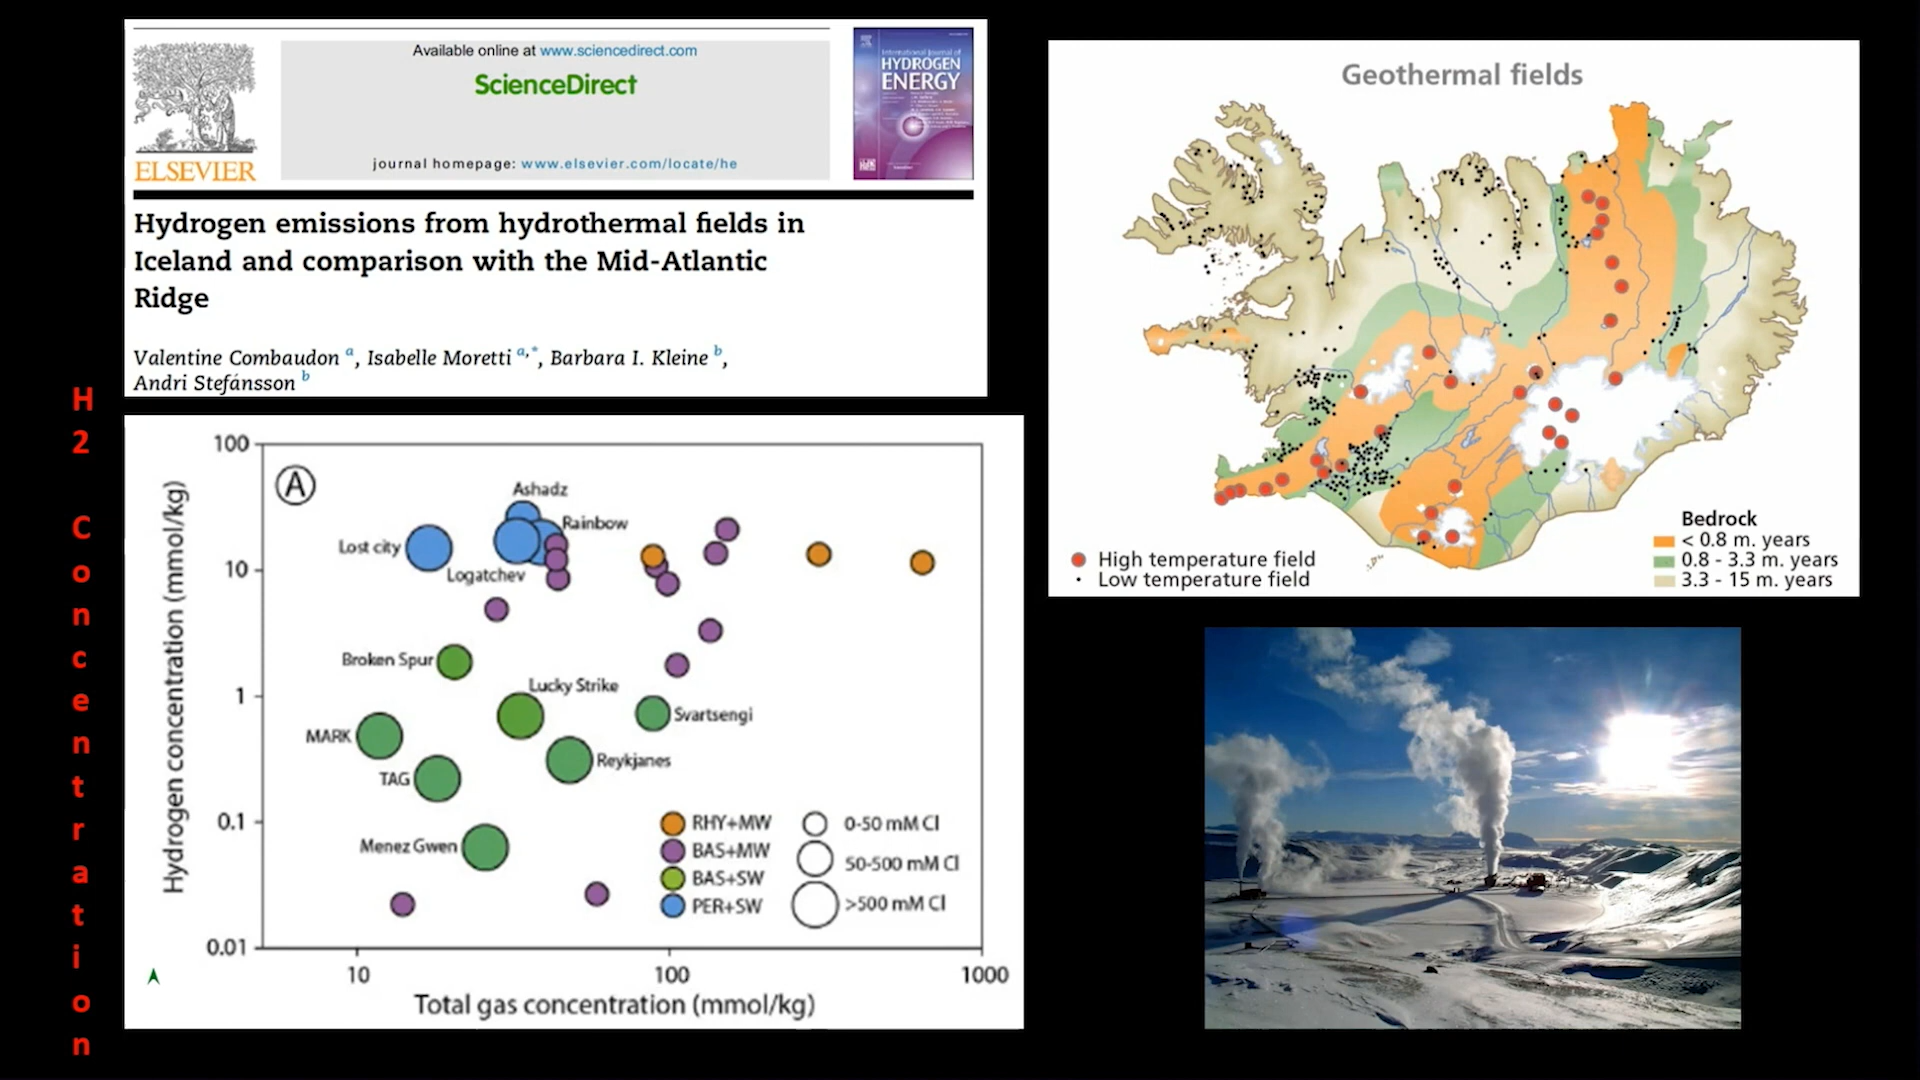 Available online at www.sciencedirect.com
ScienceDirect
journal homepage: www.elsevier.com/locate/he
ELSEVIER
International Journal of
HYDROGEN
ENERGY
Hydrogen emissions from hydrothermal fields in
Iceland and comparison with the Mid-Atlantic
Ridge
Valentine Combaudon a, Isabelle Moretti a,*, Barbara I. Kleine b,
Andri Stefánsson b
H2 Concentration
A
Hydrogen concentration (mmol/kg)
100
10
1
0.1
0.01
Ashadz
Rainbow
Lost city
Logatchev
Broken Spur
Lucky Strike
Svartsengi
MARK
TAG
Reykjanes
Menez Gwen
RHY+MW
BAS+MW
BAS+SW
PER+SW
0-50 mM Cl
50-500 mM Cl
>500 mM Cl
10
100
1000
Total gas concentration (mmol/kg)
Geothermal fields
High temperature field
Low temperature field
Bedrock
< 0.8 m. years
0.8 - 3.3 m. years
3.3 - 15 m. years